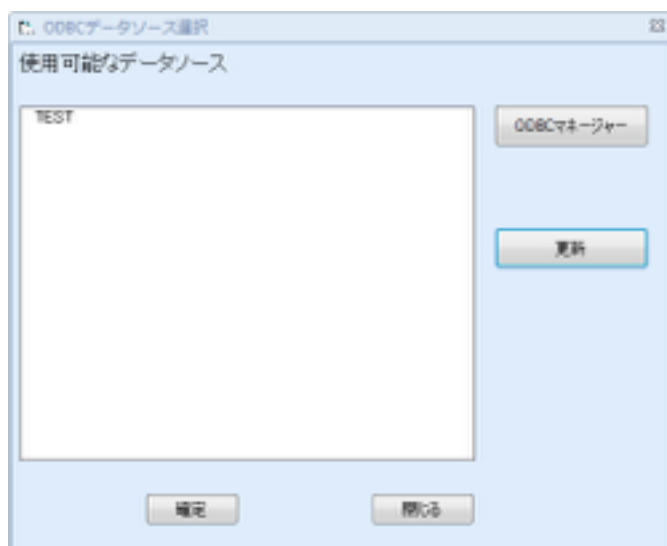 ODBCデータソース選択
使用可能なデータソース
TEST
ODBCマネージャー
更新
確定
閉じる